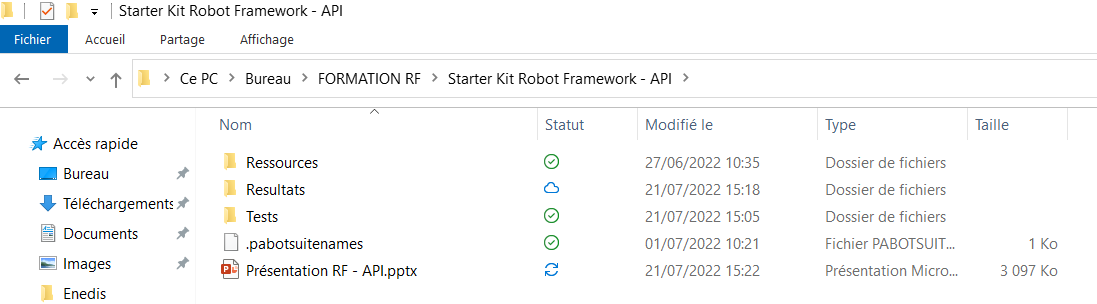 Starter Kit Robot Framework - API
Fichier Accueil Partage Affichage
Ce PC Bureau FORMATION RF Starter Kit Robot Framework - API
Nom Statut Modifié le Type Taille
Accès rapide
Bureau
Téléchargements
Documents
Images
Enedis
Ressources 27/06/2022 10:35 Dossier de fichiers
Resultats 21/07/2022 15:18 Dossier de fichiers
Tests 21/07/2022 15:05 Dossier de fichiers
.pabotsuitenames 01/07/2022 10:21 Fichier PABOTSUIT... 1 Ko
Présentation RF - API.pptx 21/07/2022 15:22 Présentation Micro... 3 097 Ko